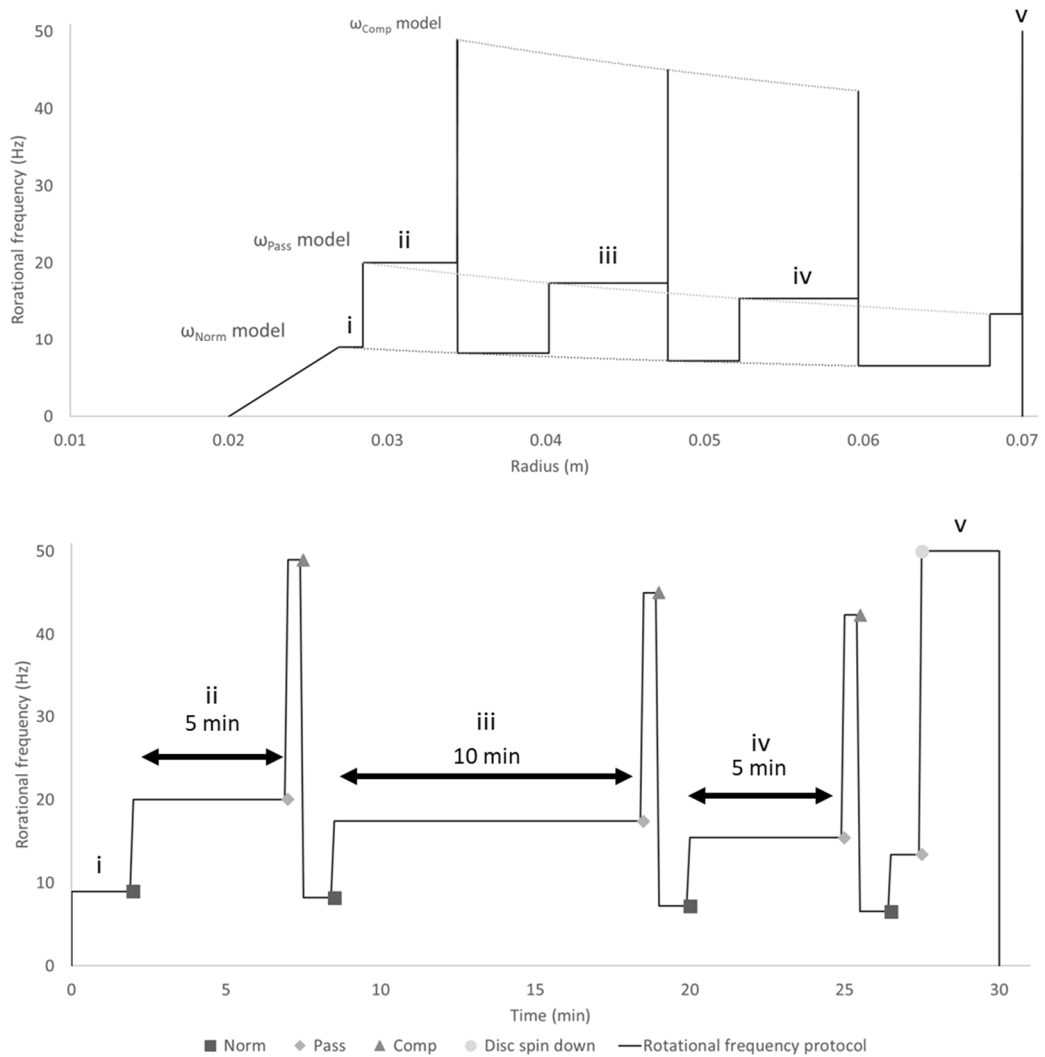 v
50
ωComp model
40
Rorational frequency (Hz)
30
ωPass model
ii
20
iii
iv
ωNorm model
i
10
0
0.01 0.02 0.03 0.04 0.05 0.06 0.07
Radius (m)
v
50
40
Rorational frequency (Hz)
30
ii
5 min
iii
10 min
iv
5 min
20
i
10
0
0 5 10 15 20 25 30
Time (min)
Norm Pass Comp Disc spin down Rotational frequency protocol